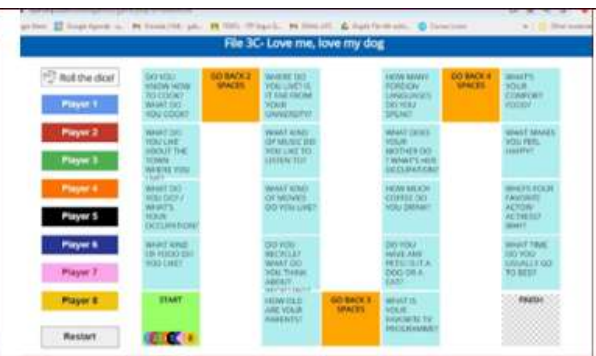 File 3C- Love me, love my dog
Roll the dice!
Player 1
Player 2
Player 3
Player 4
Player 5
Player 6
Player 7
Player 8
Restart
DO YOU
KNOW HOW
TO COOK?
WHAT DO
YOU COOK?
GO BACK 2
SPACES
WHERE DO
YOU LIVE? IS
IT FAR FROM
YOUR
UNIVERSITY?
HOW MANY
FOREIGN
LANGUAGES
DO YOU
SPEAK?
GO BACK 4
SPACES
WHAT'S
YOUR
COMFORT
FOOD?
WHAT DO
YOU LIKE
ABOUT THE
TOWN
WHERE YOU
WHAT KIND
OF MUSIC DO
YOU LIKE TO
LISTEN TO?
WHAT DOES
YOUR
MOTHER DO
? WHAT'S HER
OCCUPATION?
WHAT MAKES
YOU FEEL
HAPPY?
WHAT DO
YOU DO? /
WHAT'S
YOUR
OCCUPATION?
WHAT KIND
OF MOVIES
DO YOU LIKE?
HOW MUCH
COFFEE DO
YOU DRINK?
WHO'S YOUR
FAVORITE
ACTOR/
ACTRESS?
WHY?
WHAT KIND
OF FOOD DO
YOU LIKE?
DO YOU
RECYCLE?
WHAT DO
YOU THINK
ABOUT
DO YOU
HAVE ANY
PETS? IS IT A
DOG OR A
CAT?
WHAT TIME
DO YOU
USUALLY GO
TO BED?
START
HOW OLD
ARE YOUR
PARENTS?
GO BACK 3
SPACES
WHAT IS
YOUR
FAVORITE TV
PROGRAMME?
FINISH